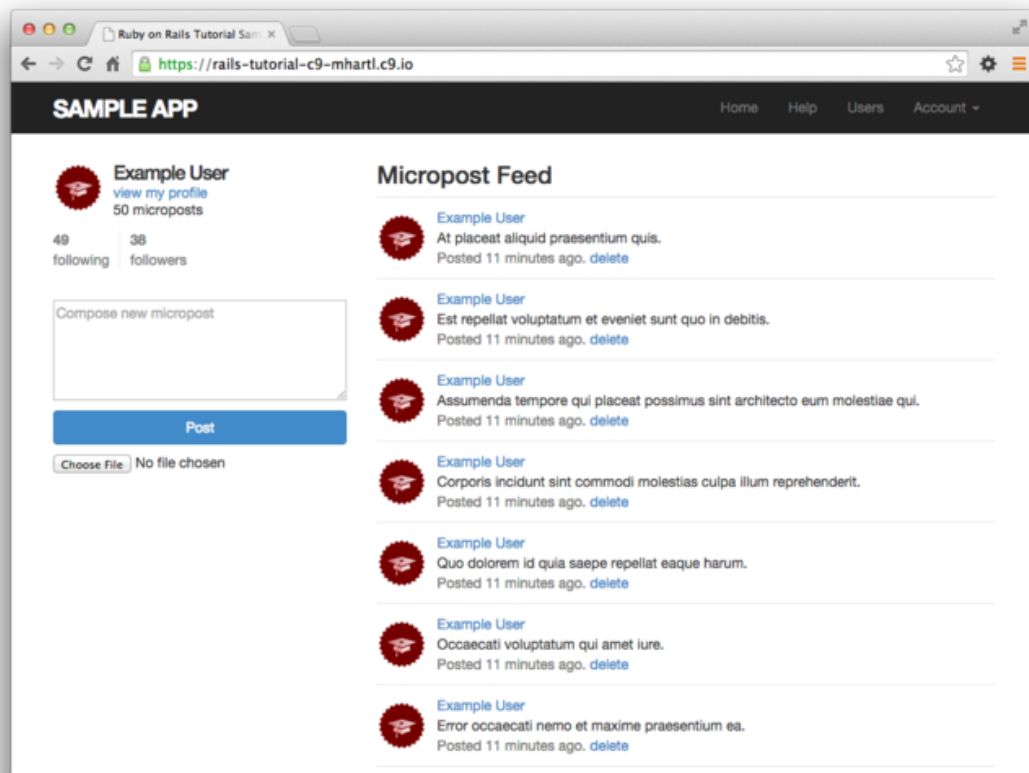 Ruby on Rails Tutorial Sam
https://rails-tutorial-c9-mhartl.c9.io
SAMPLE APP
Home Help Users Account
Example User
view my profile
50 microposts
49 38
following followers
Compose new micropost
Post
Choose File No file chosen
Micropost Feed
Example User
At placeat aliquid praesentium quis.
Posted 11 minutes ago. delete
Example User
Est repellat voluptatum et eveniet sunt quo in debitis.
Posted 11 minutes ago. delete
Example User
Assumenda tempore qui placeat possimus sint architecto eum molestiae qui.
Posted 11 minutes ago. delete
Example User
Corporis incidunt sint commodi molestias culpa illum reprehenderit.
Posted 11 minutes ago. delete
Example User
Quo dolorem id quia saepe repellat eaque harum.
Posted 11 minutes ago. delete
Example User
Occaecati voluptatum qui amet iure.
Posted 11 minutes ago. delete
Example User
Error occaecati nemo et maxime praesentium ea.
Posted 11 minutes ago. delete